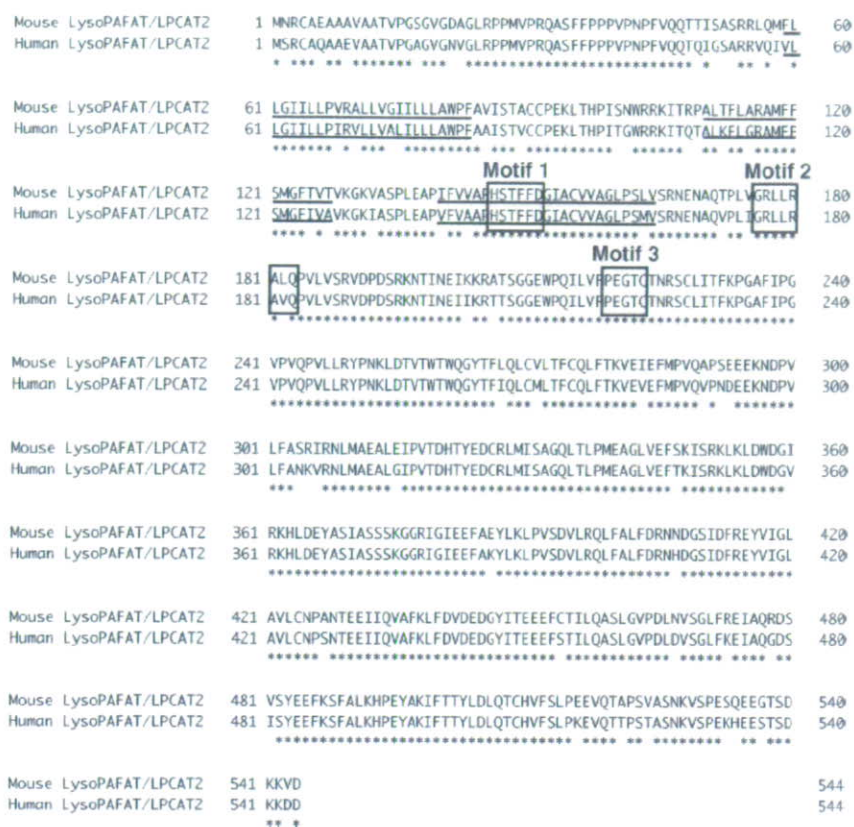 Mouse LysoPAFAT/LPCAT2 1 MNRCAEAAAVAATVPGSGVGDAGLRPPMVPRQASFFPPPVPNPFVQQTTISASRRLQMFL 60
Human LysoPAFAT/LPCAT2 1 MSRCAQAAEVAATVPGAGVGNVGLRPPMVPRQASFFPPPVPNPFVQQTQIGSARRVQIVL 60
Mouse LysoPAFAT/LPCAT2 61 LGIILLPVRALLVGIILLLAWPFAVISTACCPEKLTHPISNWRRKITRPALTFLARAMFF 120
Human LysoPAFAT/LPCAT2 61 LGIILLPIRVLLVALILLLAWPFAAISTVCCPEKLTHPITGWRRKITQTALKFLGRAMFF 120
Motif 1
Motif 2
Mouse LysoPAFAT/LPCAT2 121 SMGFTVTVKGKVASPLEAPIFVVAPHSTFFDGIACVVAGLPSLVSRNENAQTPLVGRLLR 180
Human LysoPAFAT/LPCAT2 121 SMGFIVAVKGKIASPLEAPVFVAAPHSTFFDGIACVVAGLPSMVSRNENAQVPLIGRLLR 180
Motif 3
Mouse LysoPAFAT/LPCAT2 181 ALQPVLVSRVDPDSRKNTINEIKKRATSGGEWPQILVFPEGTCTNRSCLITFKPGAFIPG 240
Human LysoPAFAT/LPCAT2 181 AVQPVLVSRVDPDSRKNTINEIIKRTTSGGEWPQILVFPEGTCTNRSCLITFKPGAFIPG 240
Mouse LysoPAFAT/LPCAT2 241 VPVQPVLLRYPNKLDTVTWTWQGYTFLQLCVLTFCQLFTKVEIEFMPVQAPSEEEKNDPV 300
Human LysoPAFAT/LPCAT2 241 VPVQPVLLRYPNKLDTVTWTWQGYTFIQLCMLTFCQLFTKVEVEFMPVQVPNDEEKNDPV 300
Mouse LysoPAFAT/LPCAT2 301 LFASRIRNLMAEALEIPVTDHTYEDCRLMISAGQLTLPMEAGLVEFSKISRKLKLDWDGI 360
Human LysoPAFAT/LPCAT2 301 LFANKVRNLMAEALGIPVTDHTYEDCRLMISAGQLTLPMEAGLVEFTKISRKLKLDWDGV 360
Mouse LysoPAFAT/LPCAT2 361 RKHLDEYASIASSSKGGRIGIEEFAEYLKLPVSDVLRQLFALFDRNNDGSIDFREYVIGL 420
Human LysoPAFAT/LPCAT2 361 RKHLDEYASIASSSKGGRIGIEEFAKYLKLPVSDVLRQLFALFDRNHDGSIDFREYVIGL 420
Mouse LysoPAFAT/LPCAT2 421 AVLCNPANTEEIIQVAFKLFDVDEDGYITEEEFCTILQASLGVPDLNVSGLFREIAQRDS 480
Human LysoPAFAT/LPCAT2 421 AVLCNPSNTEEIIQVAFKLFDVDEDGYITEEEFSTILQASLGVPDLDVSGLFKEIAQGDS 480
Mouse LysoPAFAT/LPCAT2 481 VSYEEFKSFALKHPEYAKIFTTYLDLQTCHVFSLPEEVQTAPSVASNKVSPESQEEGTSD 540
Human LysoPAFAT/LPCAT2 481 ISYEEFKSFALKHPEYAKIFTTYLDLQTCHVFSLPKEVQTTPSTASNKVSPEKHEESTSD 540
Mouse LysoPAFAT/LPCAT2 541 KKVD 544
Human LysoPAFAT/LPCAT2 541 KKDD 544
** *